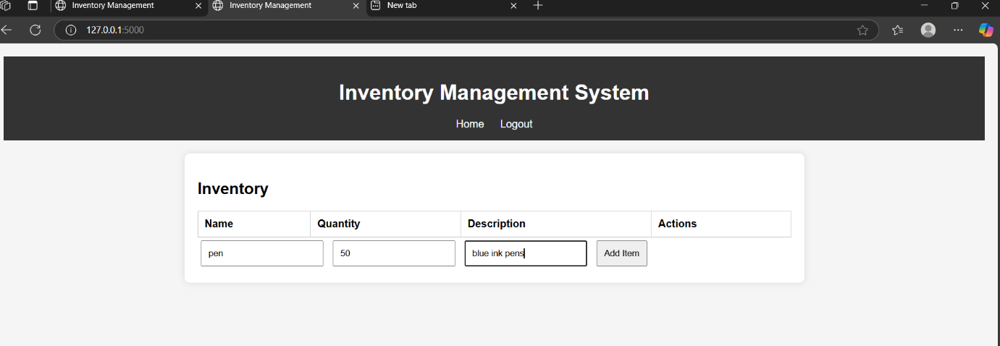 Inventory Management Inventory Management New tab
127.0.0.1:5000
Inventory Management System
Home Logout
Inventory
Name Quantity Description Actions
pen 50 blue ink pens Add Item